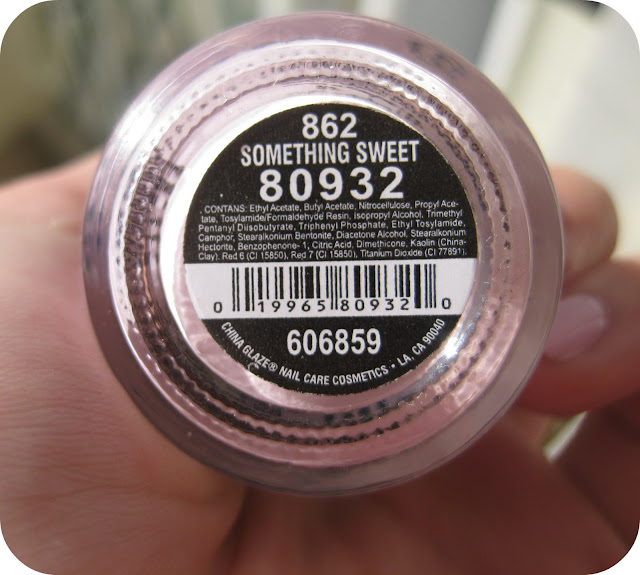 862
SOMETHING SWEET
80932
. CONTANS: Ethyl Acetate, Butyl Acetate, Nitrocellulose, Propyl Ace-
tate, Tosylamide/Formaldehyde Resin, Isopropyl Alcohol, Trimethyl
Pentanyl Diisobutyrate, Triphenyl Phosphate, Ethyl Tosylamide,
Camphor, Stearalkonium Bentonite, Diacetone Alcohol, Stearalkonium
Hectorite, Benzophenone- 1, Citric Acid, Dimethicone, Kaolin (China-
Clay). Red 6 (CI 15850), Red 7 (CI 15850), Titanium Dioxide (CI 77891).
0 19965 80932 0
606859
CHINA GLAZE® NAIL CARE COSMETICS • LA, CA 90040